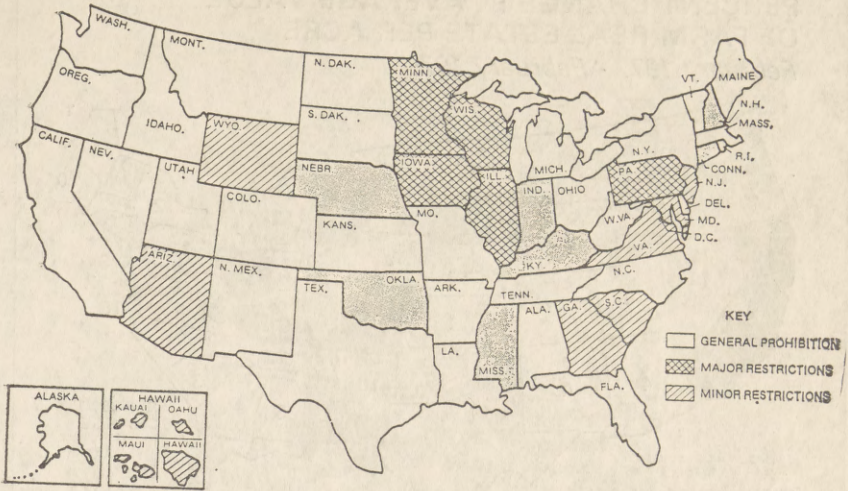 WASH.
MONT.
N. DAK.
MINN.
VT.
MAINE
OREG.
S. DAK.
WIS.
N.H.
MASS.
IDAHO.
WYO.
MICH.
N.Y.
R.I.
CONN.
CALIF.
NEV.
UTAH
NEBR.
IOWA
ILL.
IND.
OHIO
PA.
N.J.
COLO.
KANS.
MO.
W.VA.
DEL.
MD.
D.C.
KY.
VA.
ARIZ
N. MEX.
TEX.
OKLA.
ARK.
TENN.
N.C.
S.C.
GA.
ALA.
MISS.
LA.
FLA.
KEY
GENERAL PROHIBITION
MAJOR RESTRICTIONS
MINOR RESTRICTIONS
ALASKA
HAWAII
KAUAI
OAHU
MAUI
HAWAII